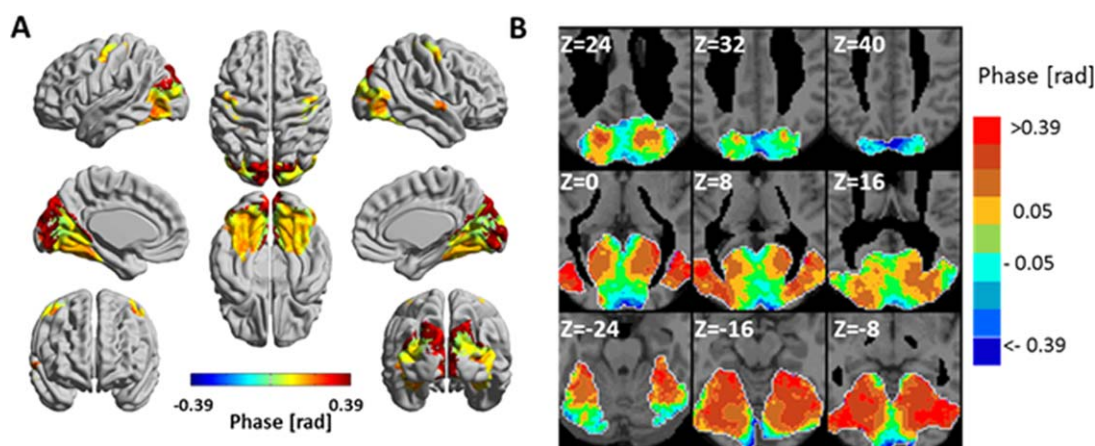 A
B
Z=24
Z=32
Z=40
Z=0
Z=8
Z=16
Z=-24
Z=-16
Z=-8
-0.39
0.39
Phase [rad]
Phase [rad]
>0.39
0.05
- 0.05
<- 0.39